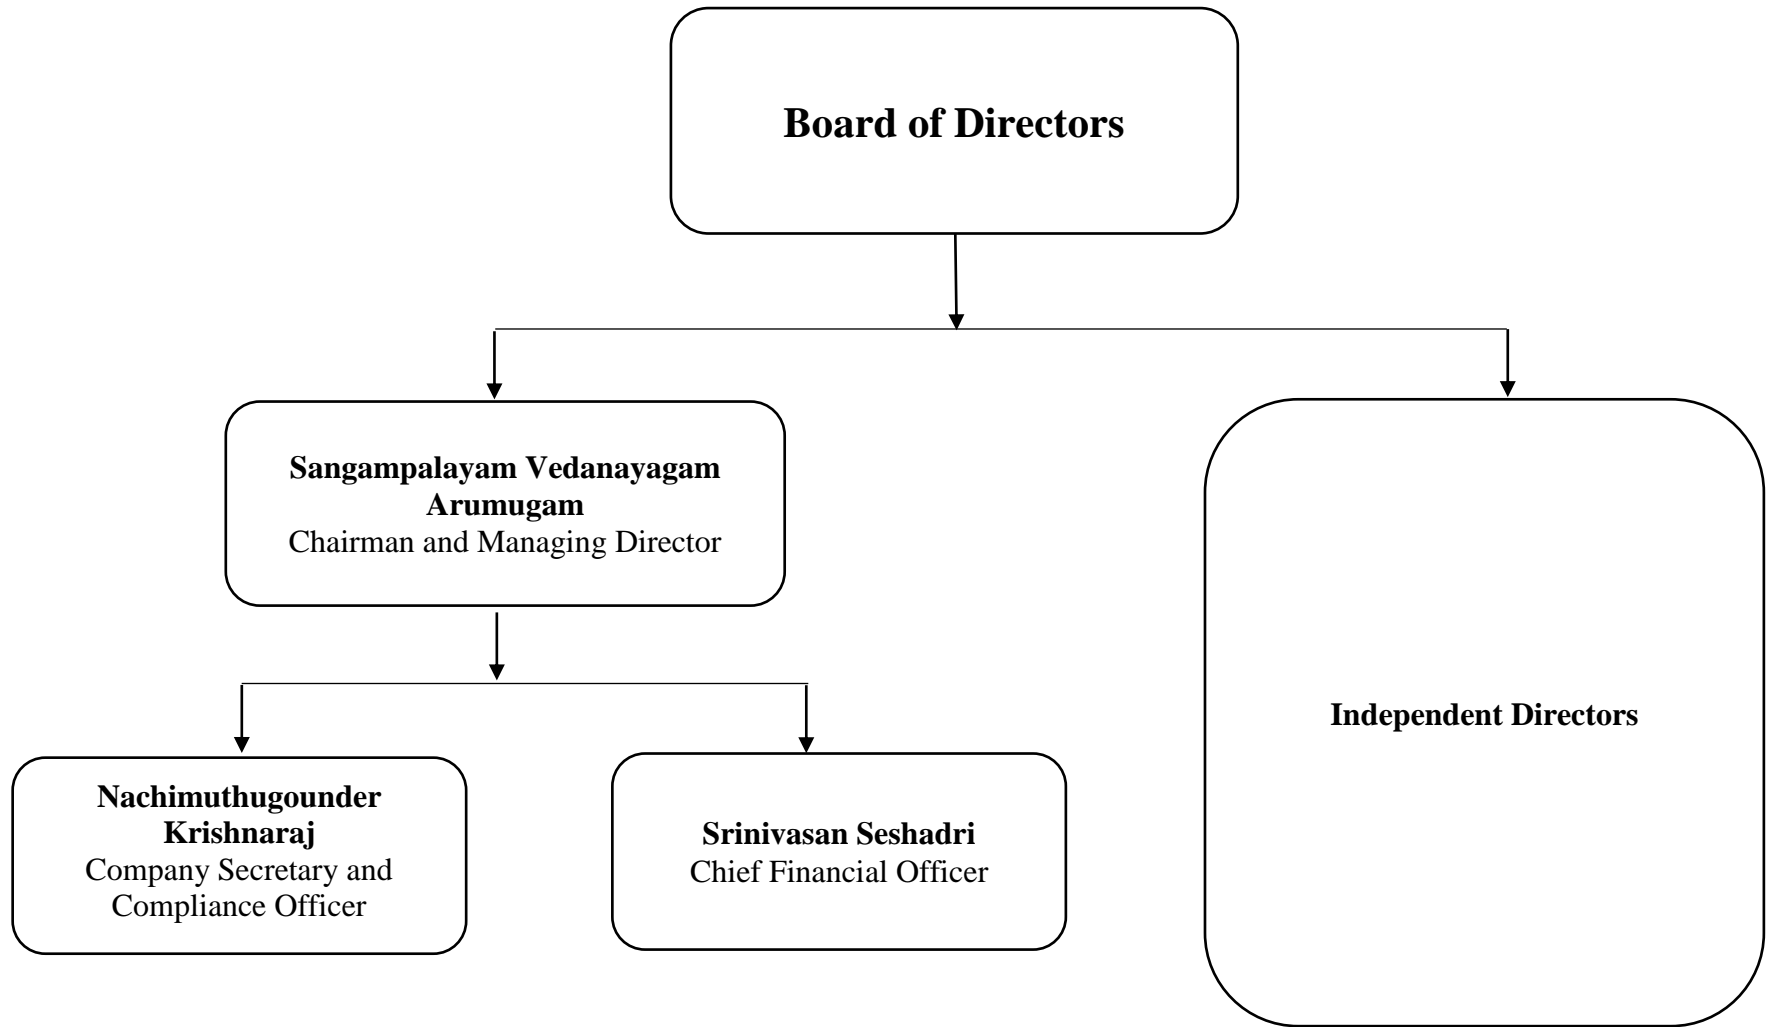 Board of Directors
Sangampalayam Vedanayagam
Arumugam
Chairman and Managing Director
Nachimuthugounder
Krishnaraj
Company Secretary and
Compliance Officer
Srinivasan Seshadri
Chief Financial Officer
Independent Directors